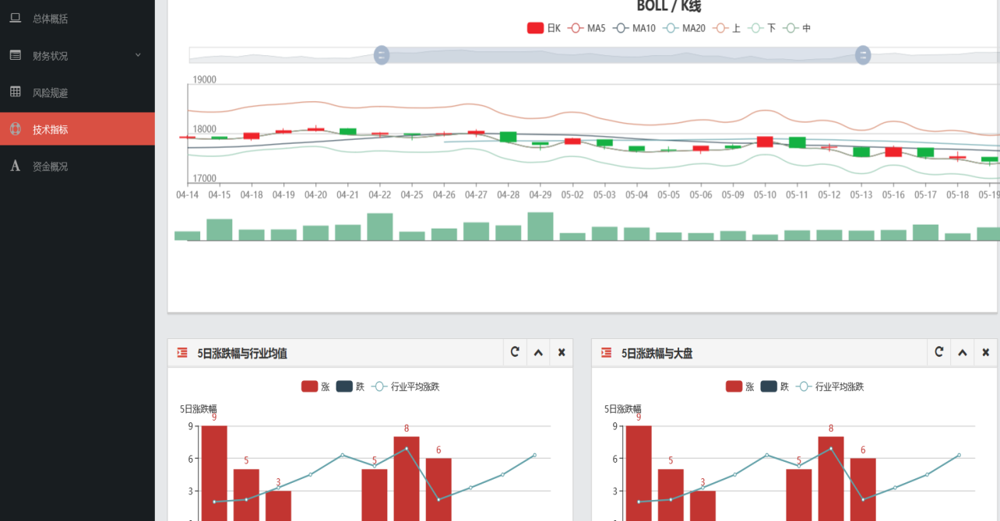 总体概括
财务状况
风险规避
技术指标
资金概况
BOLL / K线
日K MA5 MA10 MA20 上 下 中
19000
18000
17000
04-14 04-15 04-18 04-19 04-20 04-21 04-22 04-25 04-26 04-27 04-28 04-29 05-02 05-03 05-04 05-05 05-06 05-09 05-10 05-11 05-12 05-13 05-16 05-17 05-18 05-19
5日涨跌幅与行业均值
涨 跌 行业平均涨跌
5日涨跌幅
9
6
3
9
5
3
5
8
6
5日涨跌幅与大盘
涨 跌 行业平均涨跌
5日涨跌幅
9
6
3
9
5
3
5
8
6